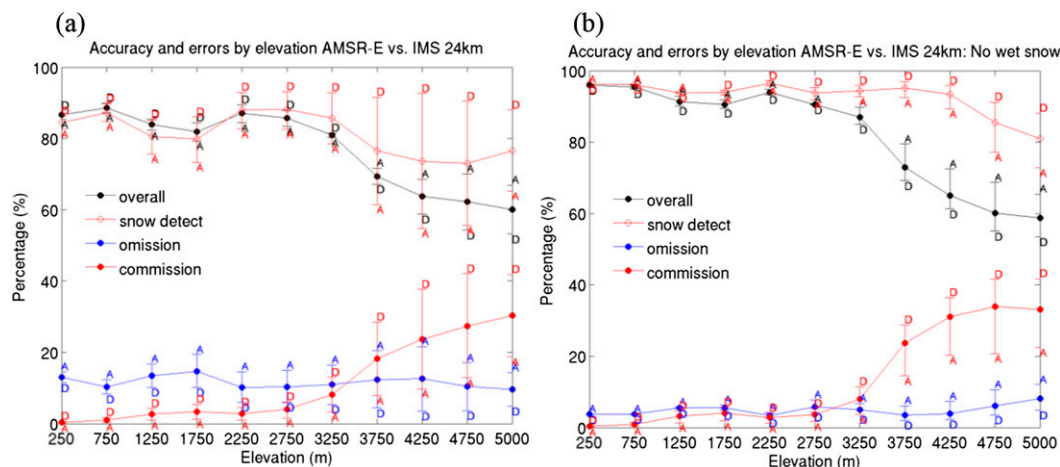 (a)
Accuracy and errors by elevation AMSR-E vs. IMS 24km
100
80
60
40
20
0
Percentage (%)
overall
snow detect
omission
commission
250 750 1250 1750 2250 2750 3250 3750 4250 4750 5000
Elevation (m)
(b)
Accuracy and errors by elevation AMSR-E vs. IMS 24km: No wet snow
100
80
60
40
20
0
Percentage (%)
overall
snow detect
omission
commission
250 750 1250 1750 2250 2750 3250 3750 4250 4750 5000
Elevation (m)